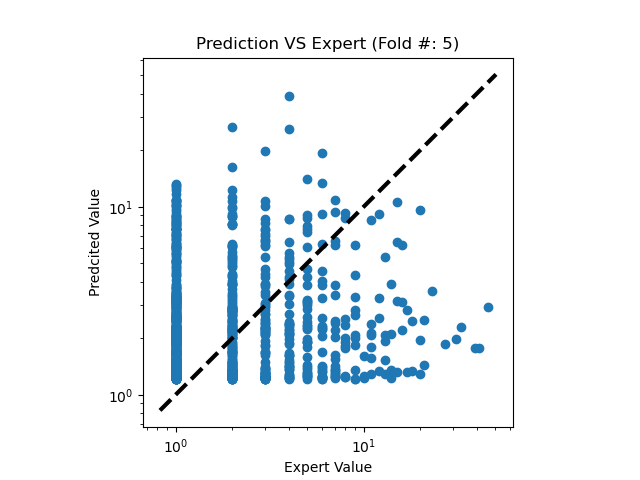 Prediction VS Expert (Fold #: 5)
10¹
Predcited Value
10⁰
10⁰ 10¹
Expert Value